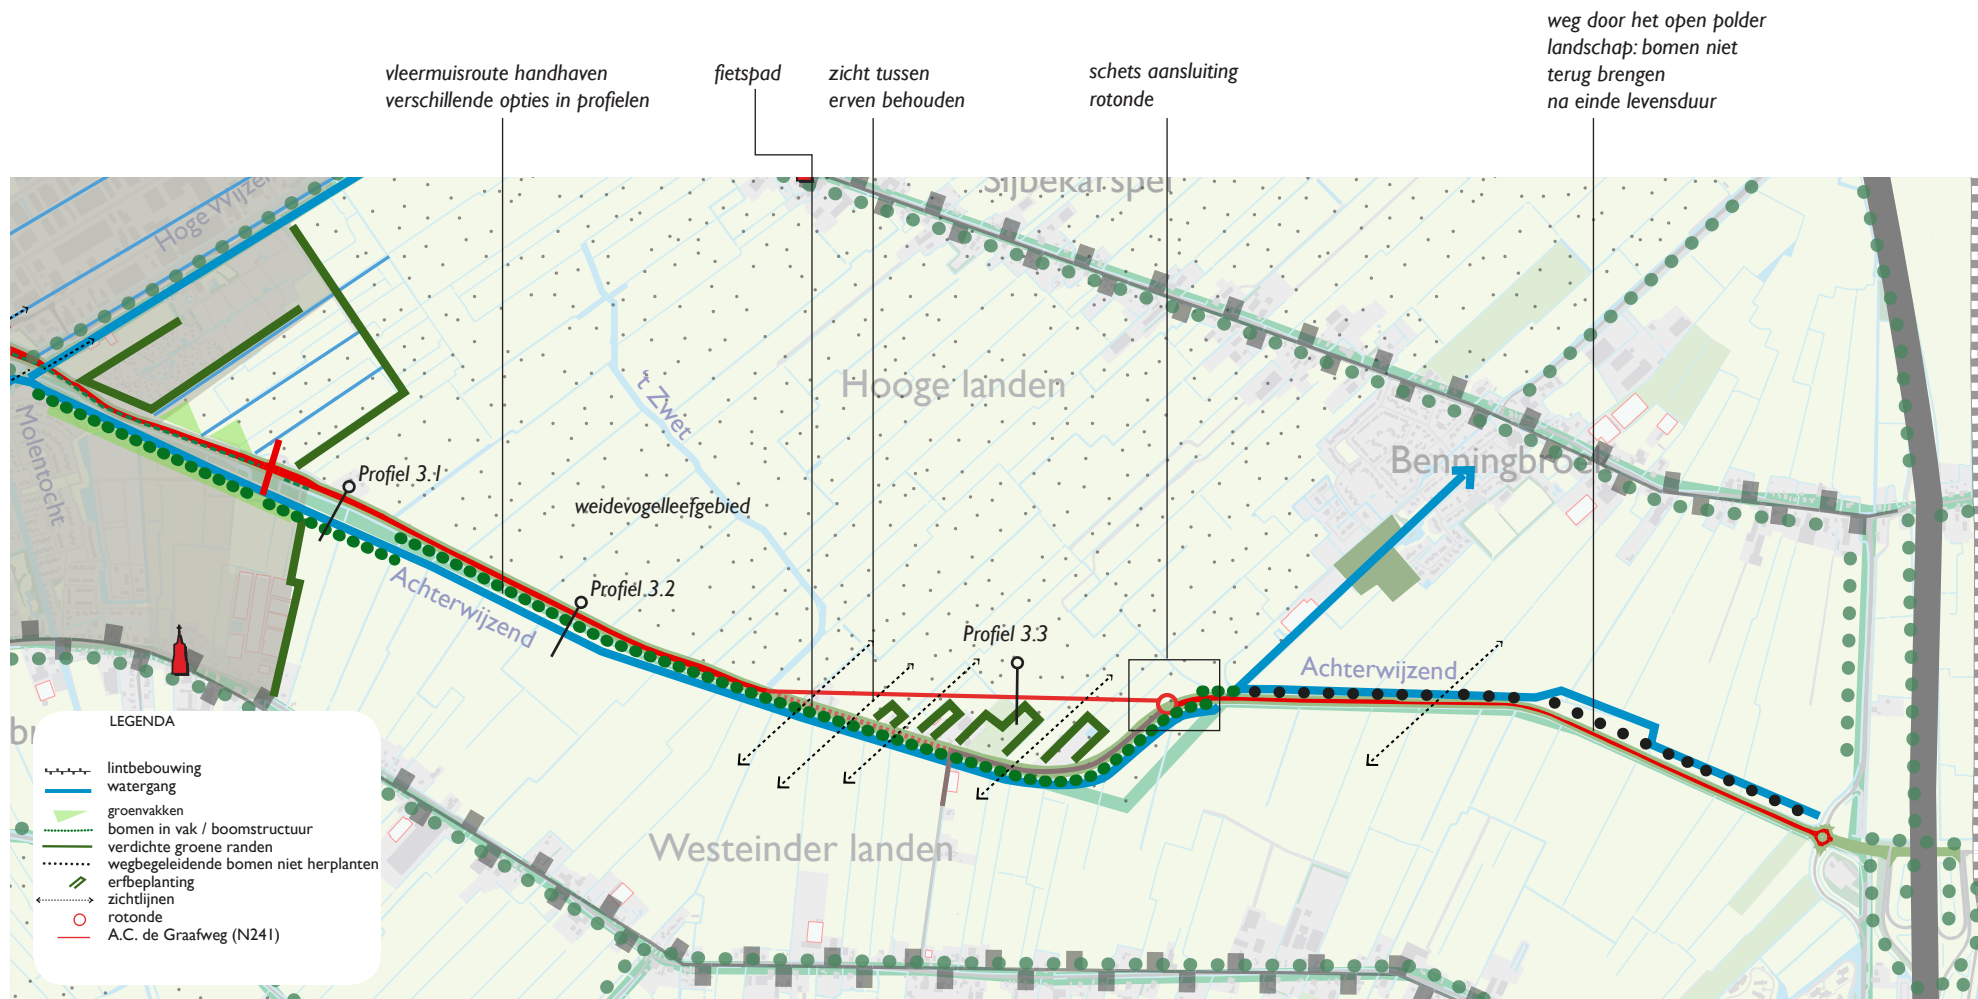 weg door het open polder
landschap: bomen niet
terug brengen
na einde levensduur
vleermuisroute handhaven
verschillende opties in profielen
fietspad
zicht tussen
erven behouden
schets aansluiting
rotonde
Sijbekarspel
Hoge Wijzen
Hooge landen
't Zwet
Molentocht
Profiel 3.1
Benningbroek
weidevogelleefgebied
Achterwijzend
Profiel 3.2
Profiel 3.3
Achterwijzend
Westeinder landen
LEGENDA
lintbebouwing
watergang
groenvakken
bomen in vak / boomstructuur
verdichte groene randen
wegbegeleidende bomen niet herplanten
erfbeplanting
zichtlijnen
rotonde
A.C. de Graafweg (N241)